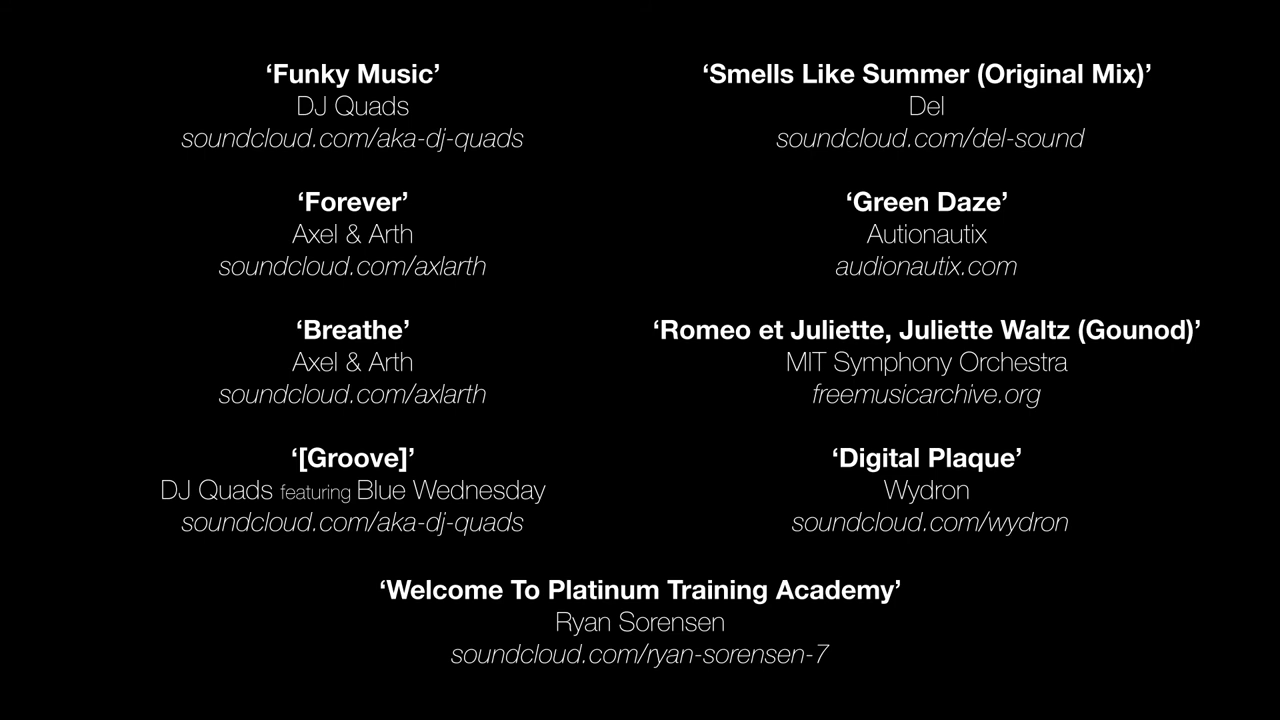 ‘Funky Music’
DJ Quads
soundcloud.com/aka-dj-quads
‘Forever’
Axel & Arth
soundcloud.com/axlarth
‘Breathe’
Axel & Arth
soundcloud.com/axlarth
‘[Groove]’
DJ Quads featuring Blue Wednesday
soundcloud.com/aka-dj-quads
‘Smells Like Summer (Original Mix)’
Del
soundcloud.com/del-sound
‘Green Daze’
Autionautix
audionautix.com
‘Romeo et Juliette, Juliette Waltz (Gounod)’
MIT Symphony Orchestra
freemusicarchive.org
‘Digital Plaque’
Wydron
soundcloud.com/wydron
‘Welcome To Platinum Training Academy’
Ryan Sorensen
soundcloud.com/ryan-sorensen-7